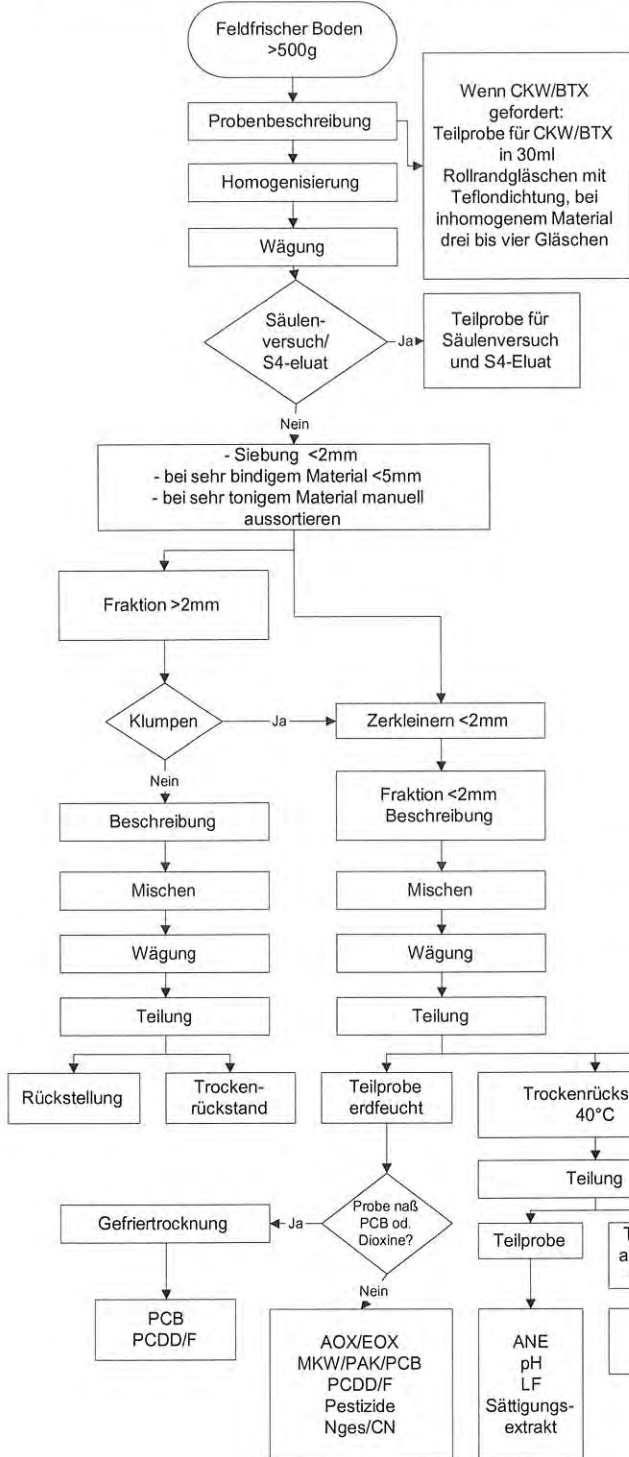 Feldfrischer Boden
>500g
Probenbeschreibung
Wenn CKW/BTX
gefordert:
Teilprobe für CKW/BTX
in 30ml
Rollrandgläschen mit
Teflondichtung, bei
inhomogenem Material
drei bis vier Gläschen
Homogenisierung
Wägung
Säulen-
versuch/
S4-eluat
Ja
Teilprobe für
Säulenversuch
und S4-Eluat
Nein
- Siebung <2mm
- bei sehr bindigem Material <5mm
- bei sehr tonigem Material manuell
aussortieren
Fraktion >2mm
Klumpen
Ja
Zerkleinern <2mm
Nein
Beschreibung
Fraktion <2mm
Beschreibung
Mischen
Mischen
Wägung
Wägung
Teilung
Teilung
Rückstellung
Trocken-
rückstand
Teilprobe
erdfeucht
Trockenrücks
40°C
Teilung
Gefriertrocknung
Ja
Probe naß
PCB od.
Dioxine?
Teilprobe
T
a
Nein
PCB
PCDD/F
AOX/EOX
MKW/PAK/PCB
PCDD/F
Pestizide
Nges/CN
ANE
pH
LF
Sättigungs-
extrakt